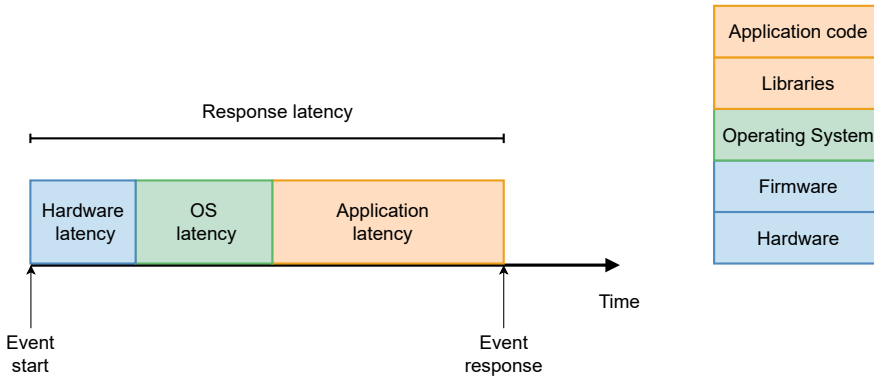 Response latency
Hardware
latency
OS
latency
Application
latency
Time
Event
start
Event
response
Application code
Libraries
Operating System
Firmware
Hardware